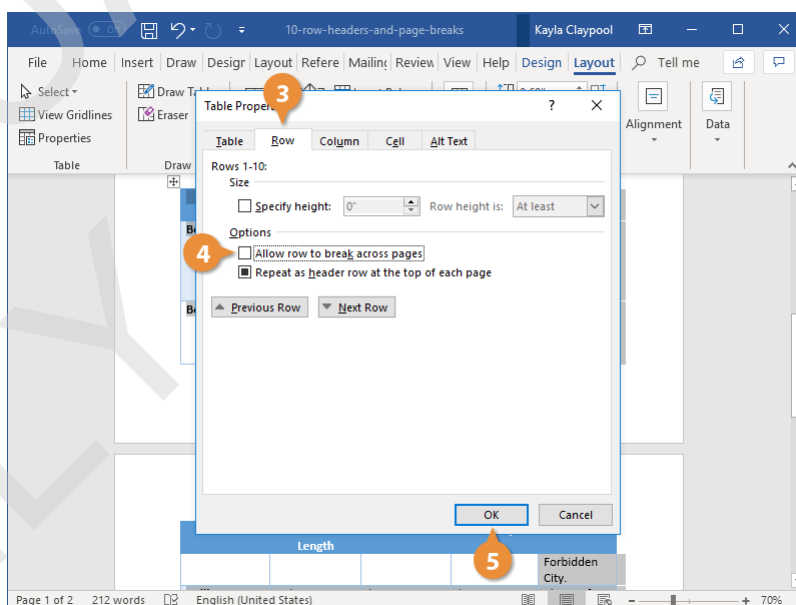 AutoSave Off 10-row-headers-and-page-breaks Kayla Claypool
File Home Insert Draw Desigr Layout Refere Mailing Review View Help Design Layout Tell me
Select
View Gridlines
Properties
Table
Draw
Eraser
Draw
Alignment
Data
3
Table Proper
?
Table Row Column Cell Alt Text
Rows 1-10:
Size
Specify height: 0" Row height is: At least
Options
4
Allow row to break across pages
Repeat as header row at the top of each page
Previous Row Next Row
OK Cancel
5
Length
Forbidden
City.
Page 1 of 2 212 words English (United States) 70%